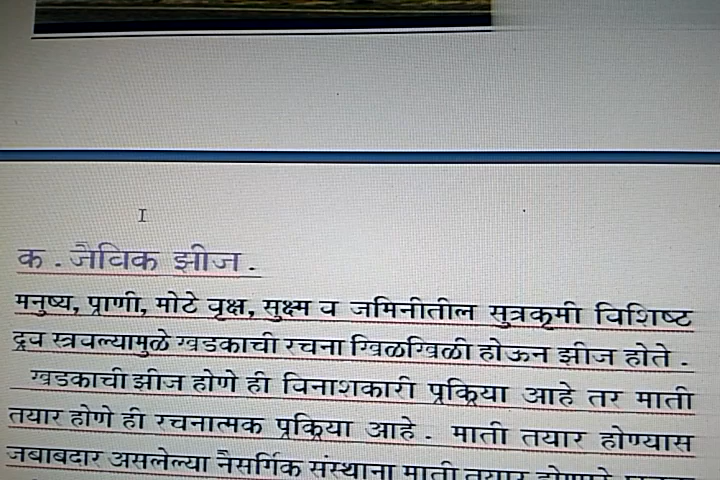 क . जैविक झीज .
मनुष्य, प्राणी, मोटे वृक्ष, सुक्ष्म व जमिनीतील सुत्रकृमी विशिष्ट
द्रव स्त्रवल्यामुळे खडकाची रचना खिळखिळी होऊन झीज होते .
खडकाची झीज होणे ही विनाशकारी प्रक्रिया आहे तर माती
तयार होणे ही रचनात्मक प्रक्रिया आहे . माती तयार होण्यास
जबाबदार असलेल्या नैसर्गिक संस्थाना माती तयार